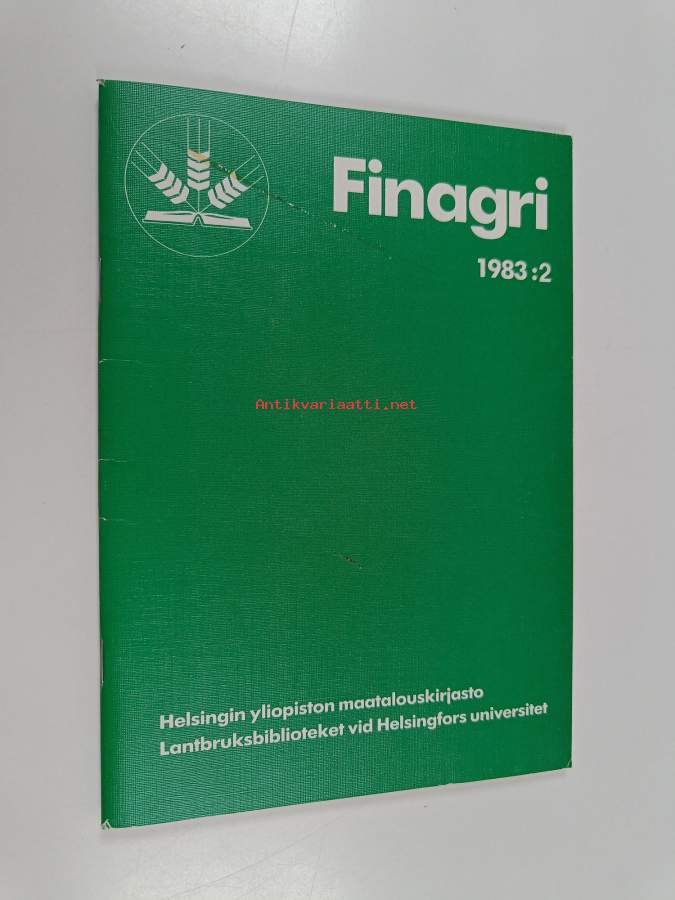 Finagri
1983:2
Antikvariaatti.net
Helsingin yliopiston maatalouskirjasto
Lantbruksbiblioteket vid Helsingfors universitet